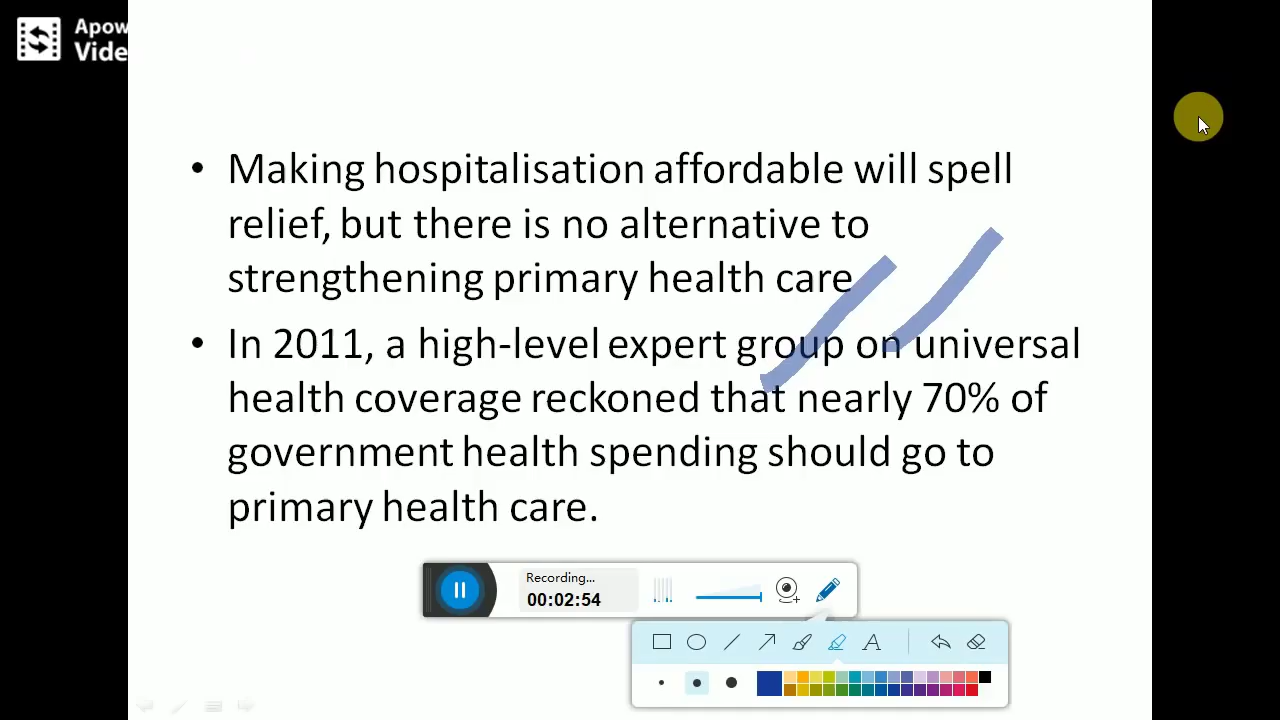 Apow
Vide
• Making hospitalisation affordable will spell
relief, but there is no alternative to
strengthening primary health care
• In 2011, a high-level expert group on universal
health coverage reckoned that nearly 70% of
government health spending should go to
primary health care.
Recording...
00:02:54
A